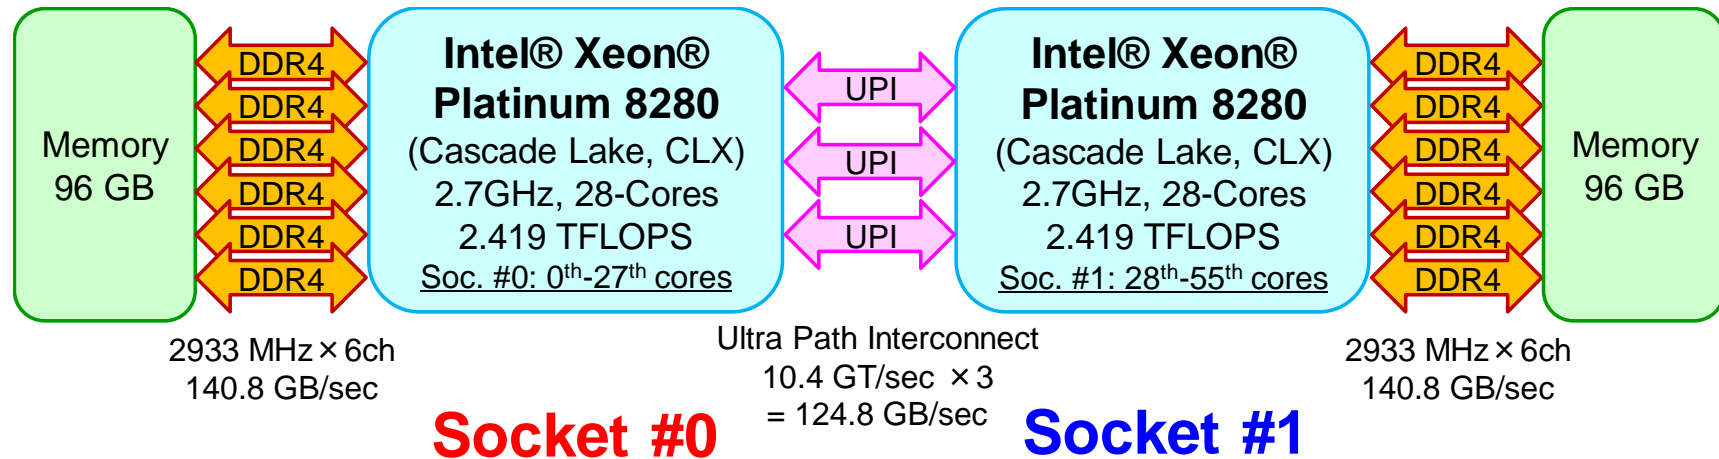 Memory
96 GB
DDR4
DDR4
DDR4
DDR4
DDR4
DDR4
2933 MHz×6ch
140.8 GB/sec
Intel® Xeon®
Platinum 8280
(Cascade Lake, CLX)
2.7GHz, 28-Cores
2.419 TFLOPS
Soc. #0: 0th-27th cores
UPI
UPI
UPI
Ultra Path Interconnect
10.4 GT/sec ×3
= 124.8 GB/sec
Intel® Xeon®
Platinum 8280
(Cascade Lake, CLX)
2.7GHz, 28-Cores
2.419 TFLOPS
Soc. #1: 28th-55th cores
DDR4
DDR4
DDR4
DDR4
DDR4
DDR4
Memory
96 GB
2933 MHz×6ch
140.8 GB/sec
Socket #0
Socket #1